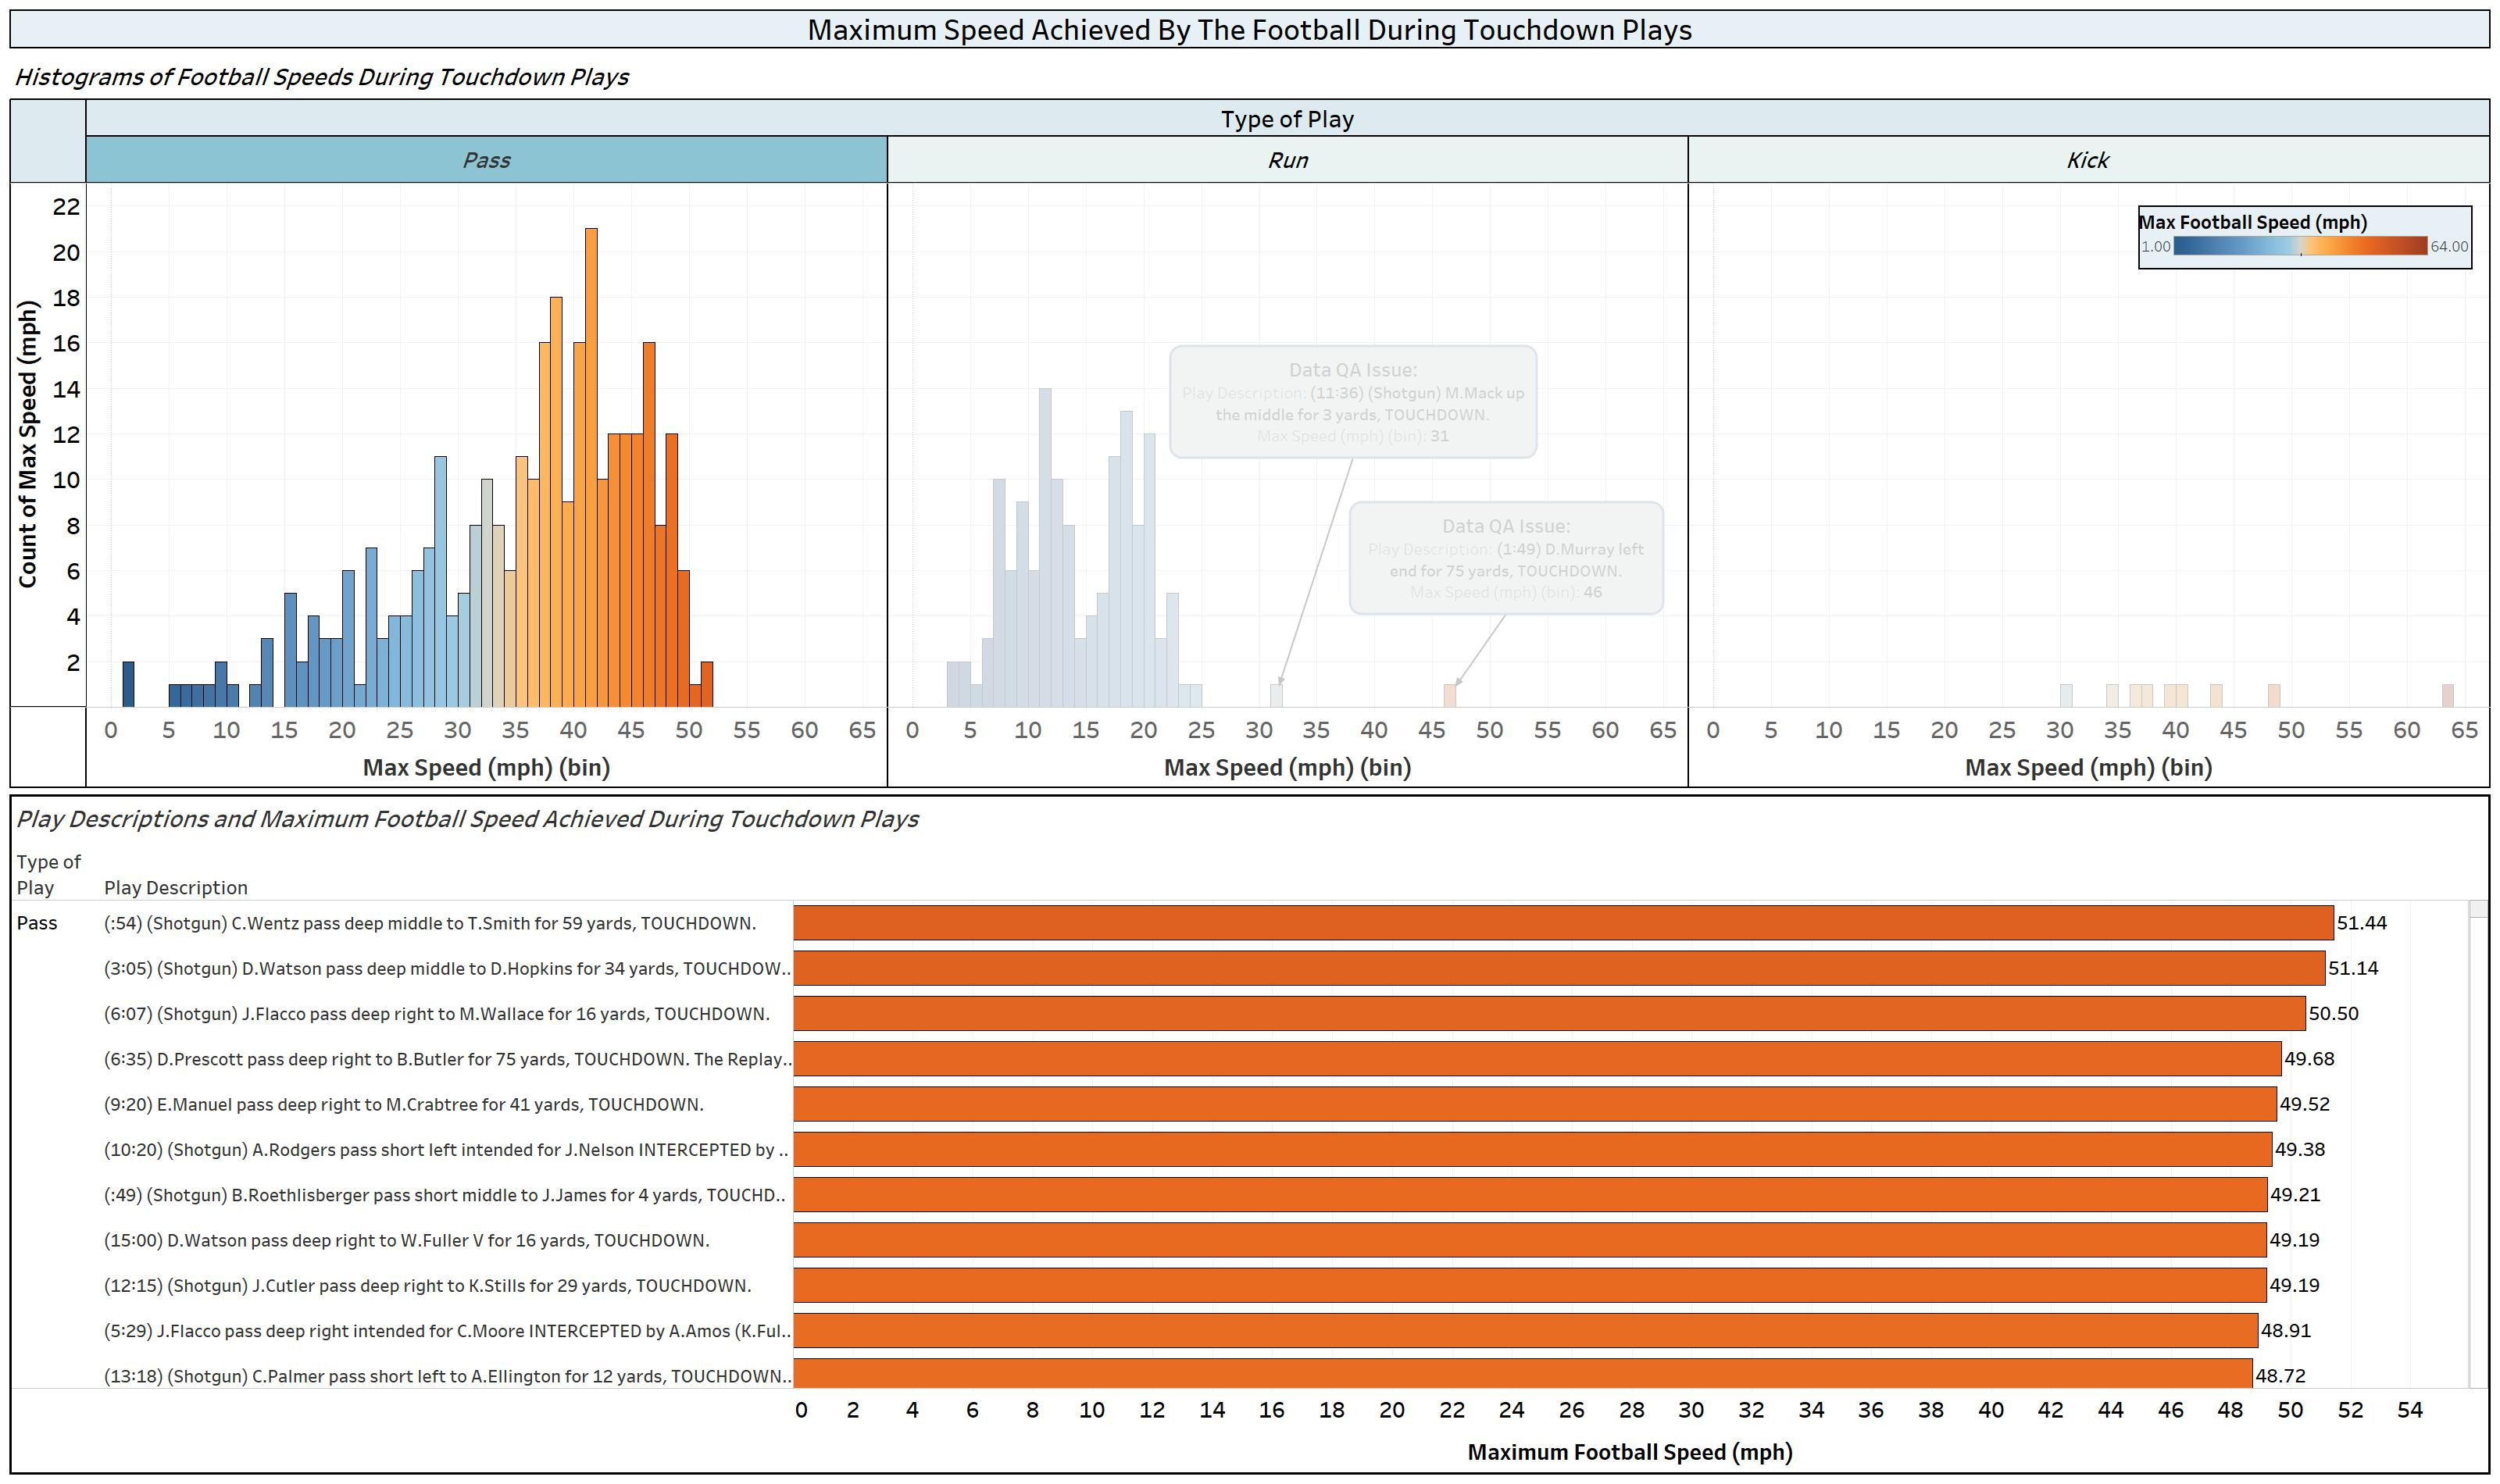 Maximum Speed Achieved By The Football During Touchdown Plays
Histograms of Football Speeds During Touchdown Plays
Type of Play
Pass Run Kick
Max Football Speed (mph)
1.00 64.00
Count of Max Speed (mph)
22
20
18
16
14
12
10
8
6
4
2
Data QA Issue:
Play Description: (11:36) (Shotgun) M.Mack up
the middle for 3 yards, TOUCHDOWN.
Max Speed (mph) (bin): 31
Data QA Issue:
Play Description: (1:49) D.Murray left
end for 75 yards, TOUCHDOWN.
Max Speed (mph) (bin): 46
0 5 10 15 20 25 30 35 40 45 50 55 60 65 0 5 10 15 20 25 30 35 40 45 50 55 60 65 0 5 10 15 20 25 30 35 40 45 50 55 60 65
Max Speed (mph) (bin) Max Speed (mph) (bin) Max Speed (mph) (bin)
Play Descriptions and Maximum Football Speed Achieved During Touchdown Plays
Type of
Play Play Description
Pass (:54) (Shotgun) C.Wentz pass deep middle to T.Smith for 59 yards, TOUCHDOWN. 51.44
(3:05) (Shotgun) D.Watson pass deep middle to D.Hopkins for 34 yards, TOUCHDOW.. 51.14
(6:07) (Shotgun) J.Flacco pass deep right to M.Wallace for 16 yards, TOUCHDOWN. 50.50
(6:35) D.Prescott pass deep right to B.Butler for 75 yards, TOUCHDOWN. The Replay.. 49.68
(9:20) E.Manuel pass deep right to M.Crabtree for 41 yards, TOUCHDOWN. 49.52
(10:20) (Shotgun) A.Rodgers pass short left intended for J.Nelson INTERCEPTED by .. 49.38
(:49) (Shotgun) B.Roethlisberger pass short middle to J.James for 4 yards, TOUCHD.. 49.21
(15:00) D.Watson pass deep right to W.Fuller V for 16 yards, TOUCHDOWN. 49.19
(12:15) (Shotgun) J.Cutler pass deep right to K.Stills for 29 yards, TOUCHDOWN. 49.19
(5:29) J.Flacco pass deep right intended for C.Moore INTERCEPTED by A.Amos (K.Ful.. 48.91
(13:18) (Shotgun) C.Palmer pass short left to A.Ellington for 12 yards, TOUCHDOWN.. 48.72
0 2 4 6 8 10 12 14 16 18 20 22 24 26 28 30 32 34 36 38 40 42 44 46 48 50 52 54
Maximum Football Speed (mph)